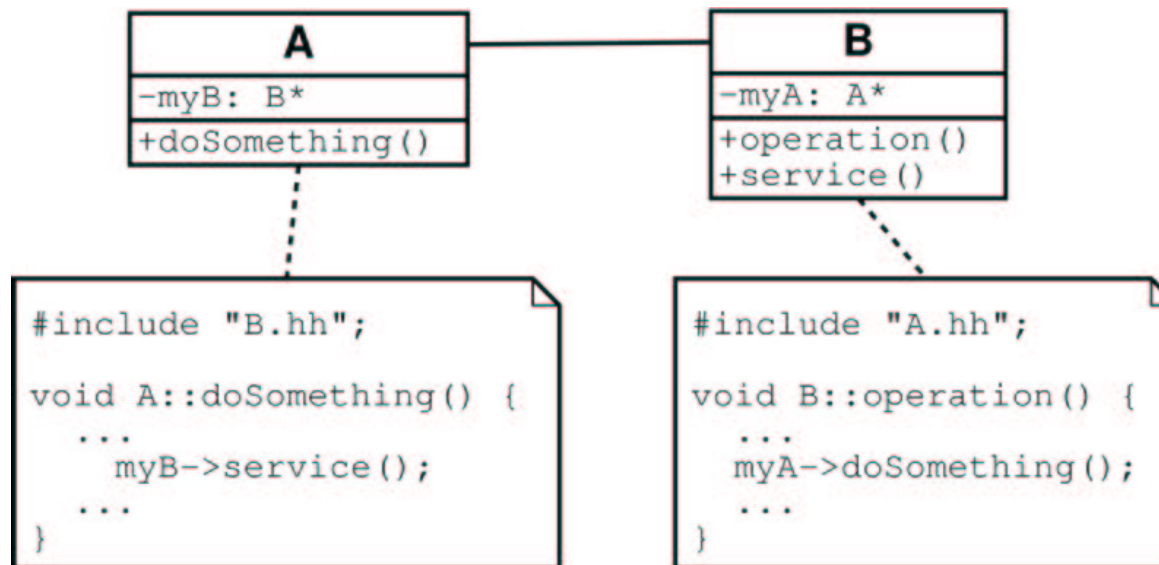 A
-myB: B*
+doSomething()
B
-myA: A*
+operation()
+service()
#include "B.hh";
void A::doSomething() {
...
myB->service();
...
}
#include "A.hh";
void B::operation() {
...
myA->doSomething();
...
}